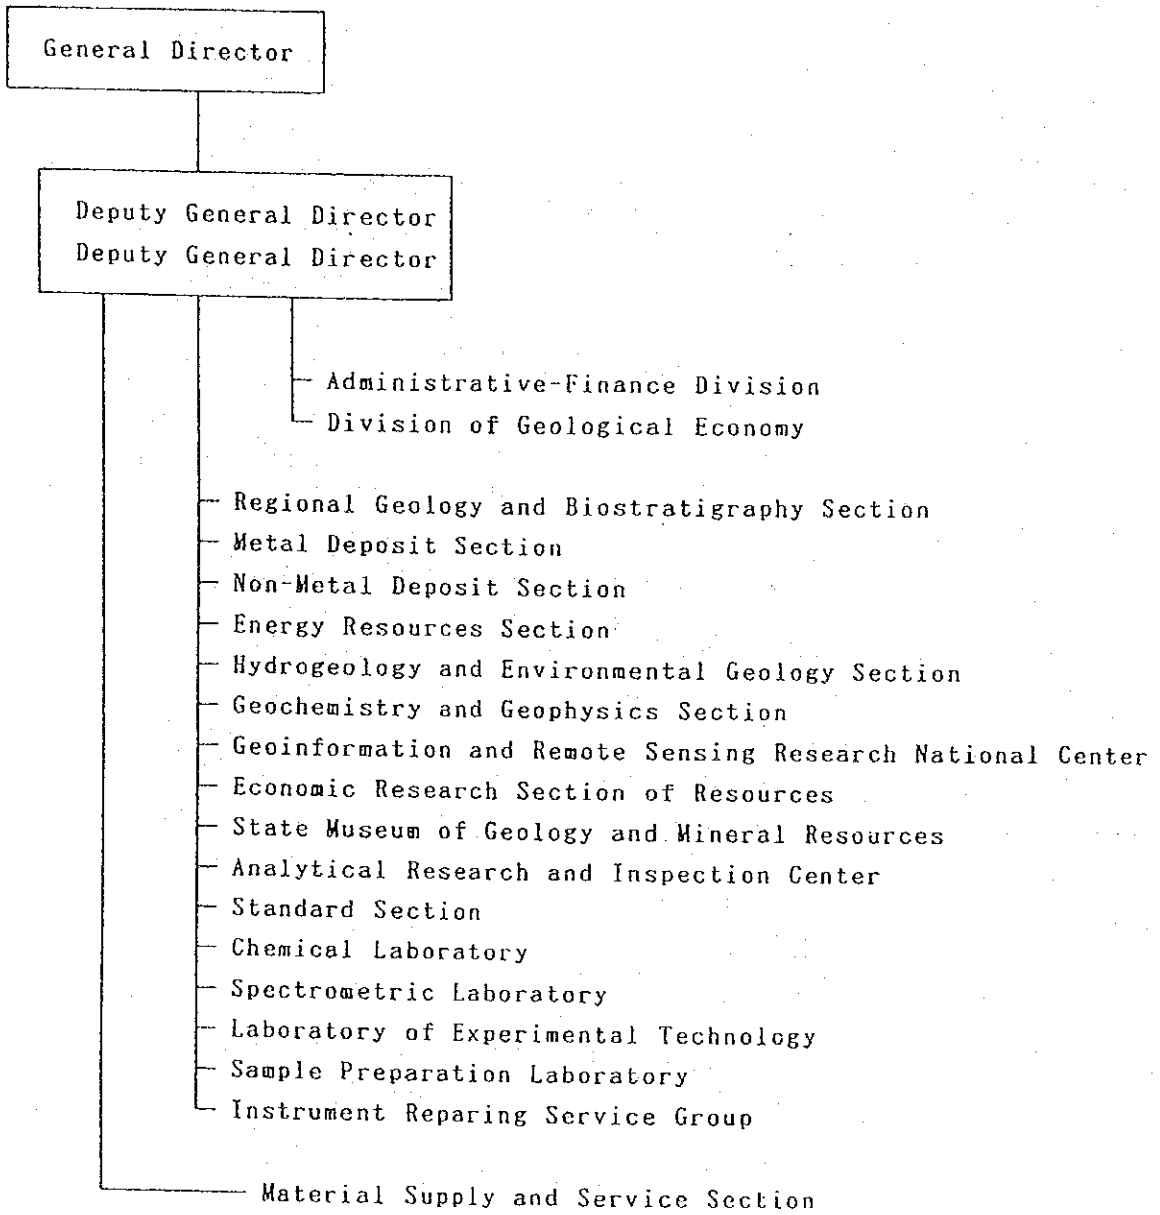 General Director
Deputy General Director
Deputy General Director
Administrative-Finance Division
Division of Geological Economy
Regional Geology and Biostratigraphy Section
Metal Deposit Section
Non-Metal Deposit Section
Energy Resources Section
Hydrogeology and Environmental Geology Section
Geochemistry and Geophysics Section
Geoinformation and Remote Sensing Research National Center
Economic Research Section of Resources
State Museum of Geology and Mineral Resources
Analytical Research and Inspection Center
Standard Section
Chemical Laboratory
Spectrometric Laboratory
Laboratory of Experimental Technology
Sample Preparation Laboratory
Instrument Reparing Service Group
Material Supply and Service Section